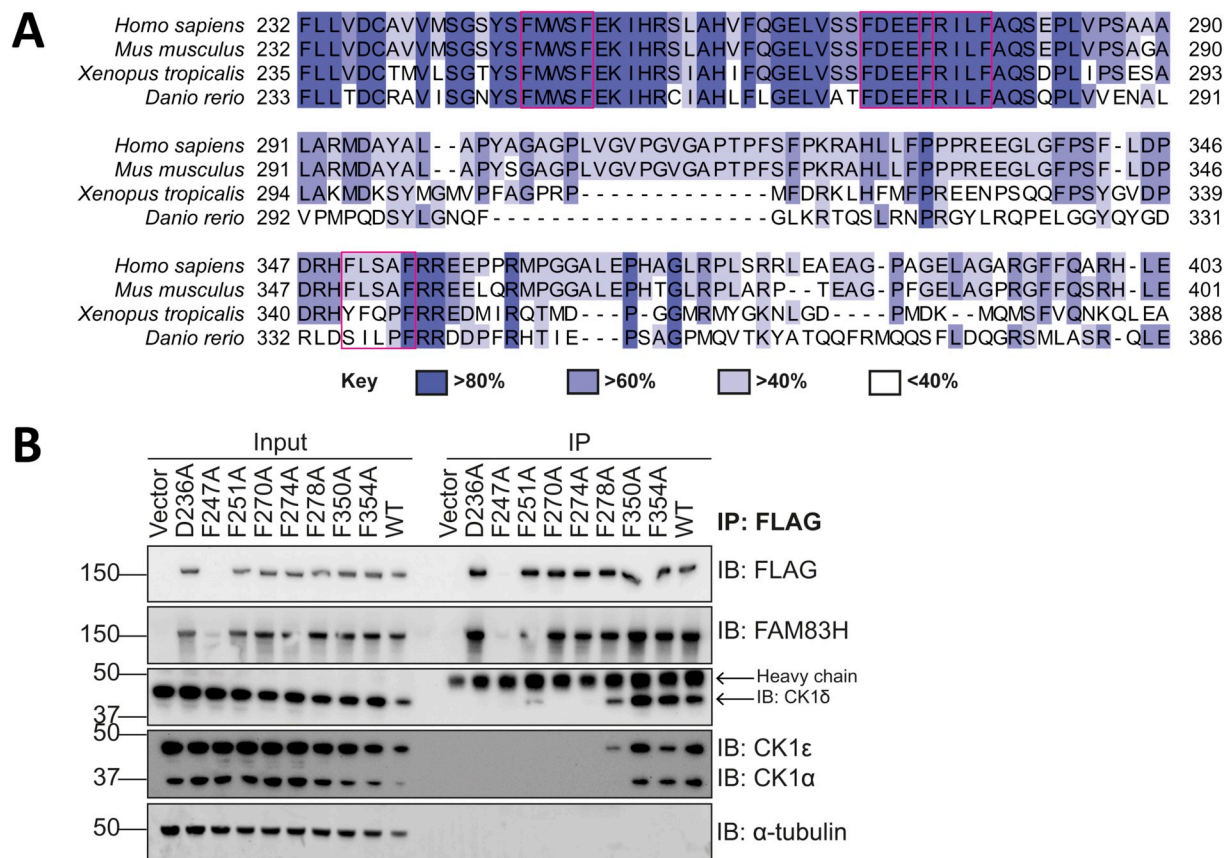 A
Homo sapiens 232 FLLVDCAVVMSGSYSFMWSFEKIHRSLAHVFQGELVSSFDEEFRILFAQSEPLVPSAAA 290
Mus musculus 232 FLLVDCAVVMSGSYSFMWSFEKIHRSLAHVFQGELVSSFDEEFRILFAQSEPLVPSAGA 290
Xenopus tropicalis 235 FLLVDCTMVLSGTYSFMWSFEKIHRSIAHIFQGELVSSFDEEFRILFAQSDPLIPSESA 293
Danio rerio 233 FLLTDCRAVISGNYSFMWSFEKIHRCIAHLFLGELVATFDEEFRILFAQSQPLVVENAL 291
Homo sapiens 291 LARMDAYAL--APYAGAGPLVGVPGVGAPTPFSFPKRAHLLFPPPREEGLGFPSF-LDP 346
Mus musculus 291 LARMDAYAL--APYSGAGPLVGVPGVGAPTPFSFPKRAHLLFPPPREEGLGFPSF-LDP 346
Xenopus tropicalis 294 LAKMDKSYMGMVPFAGPRP-------------MFDRKLHFMFPREENPSQQFPSYGVDP 339
Danio rerio 292 VPMPQDSYLGNQF-------------------GLKRTQSLRNPRGYLRQPELGGYQYGD 331
Homo sapiens 347 DRHFLSAFRREEPPRMPGGALEPHAGLRPLSRRLEAEAG-PAGELAGARGFFQARH-LE 403
Mus musculus 347 DRHFLSAFRREELQRMPGGALEPHTGLRPLARP--TEAG-PFGELAGPRGFFQSRH-LE 401
Xenopus tropicalis 340 DRHYFQPFRREDMIRQTMD---P-GGMRMYGKNLGD---PMDK--MQMSFVQNKQLEA 388
Danio rerio 332 RLDSILPFRRDDPFRHTIE---PSAGPMQVTKYATQQFRMQQSFLDQGRSMLASR-QLE 386
Key >80% >60% >40% <40%
B
Input IP
Vector D236A F247A F251A F270A F274A F278A F350A F354A WT Vector D236A F247A F251A F270A F274A F278A F350A F354A WT
IP: FLAG
150 IB: FLAG
150 IB: FAM83H
50 Heavy chain
37 IB: CK1δ
50 IB: CK1ε
37 IB: CK1α
50 IB: α-tubulin